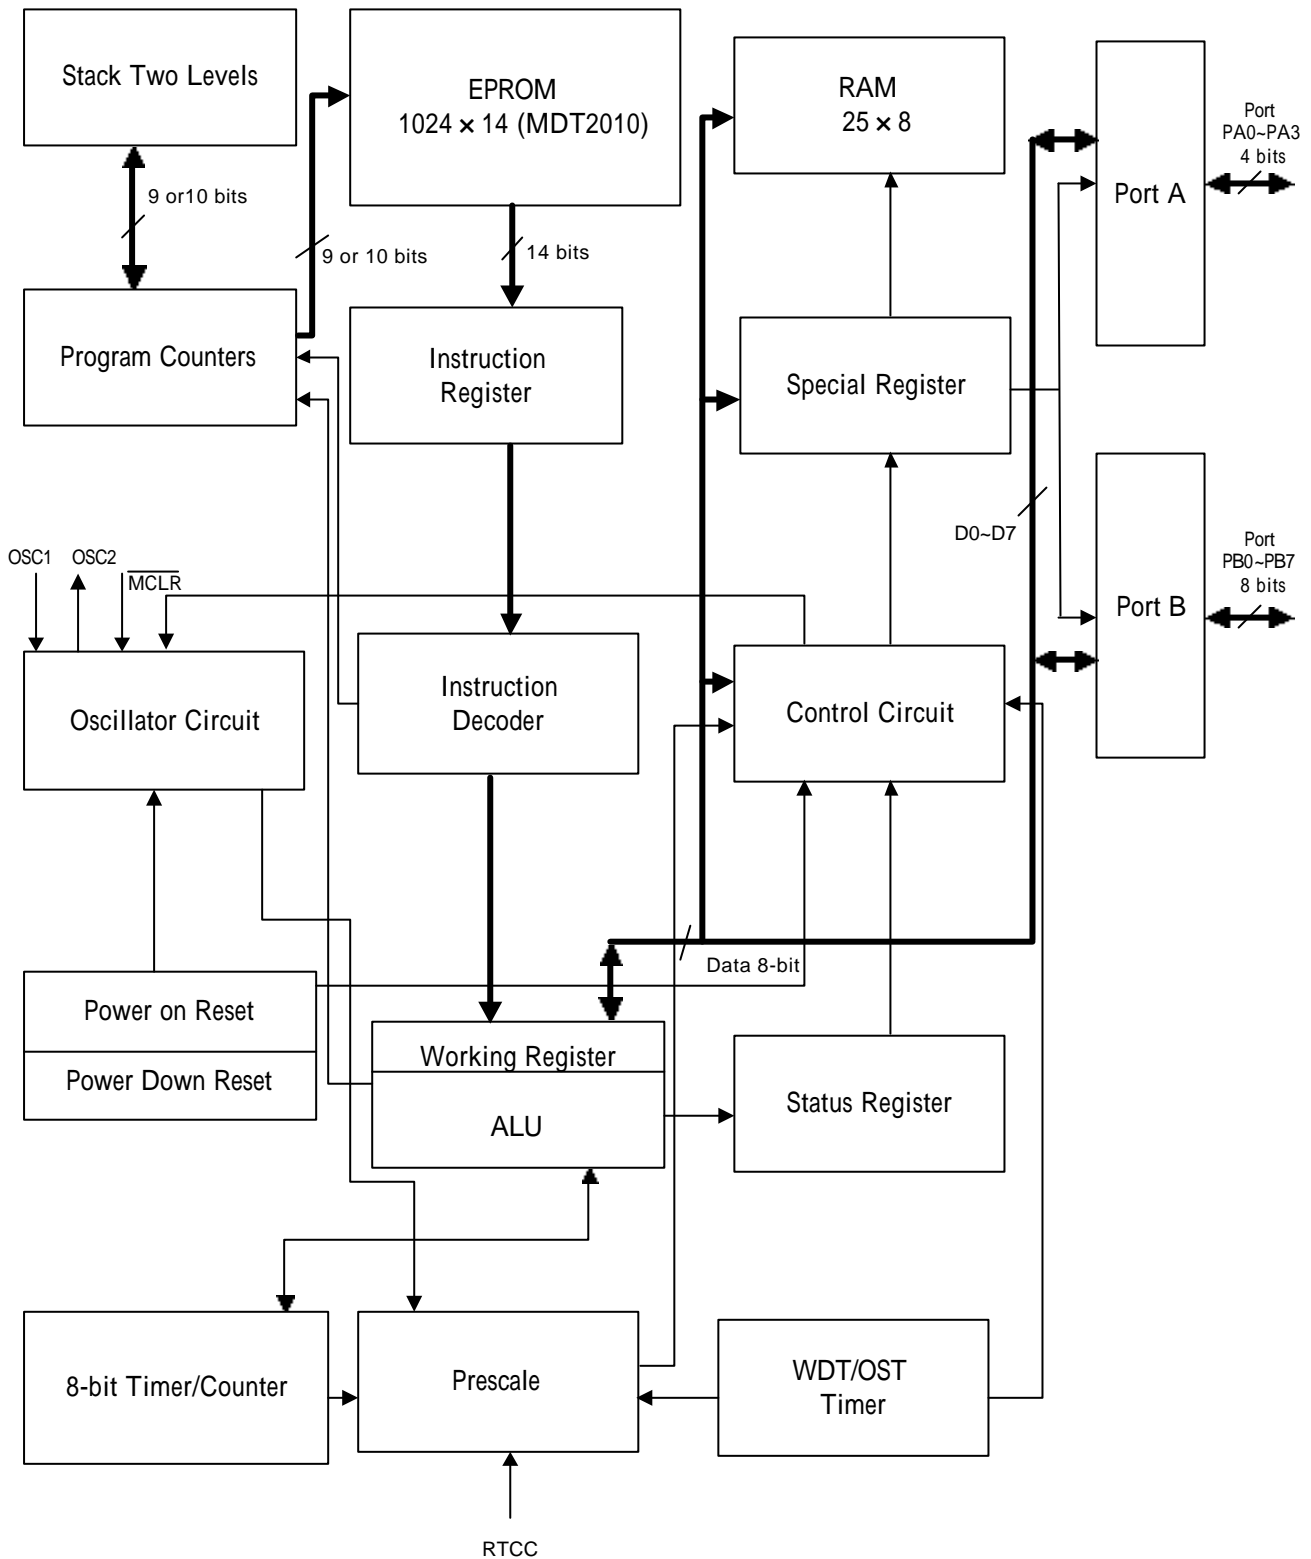 Stack Two Levels
EPROM
1024 × 14 (MDT2010)
RAM
25 × 8
Port
PA0~PA3
4 bits
Port A
9 or10 bits
9 or 10 bits
14 bits
Program Counters
Instruction
Register
Special Register
D0~D7
Port
PB0~PB7
8 bits
Port B
OSC1
OSC2
MCLR
Oscillator Circuit
Instruction
Decoder
Control Circuit
Data 8-bit
Power on Reset
Power Down Reset
Working Register
ALU
Status Register
8-bit Timer/Counter
Prescale
WDT/OST
Timer
RTCC